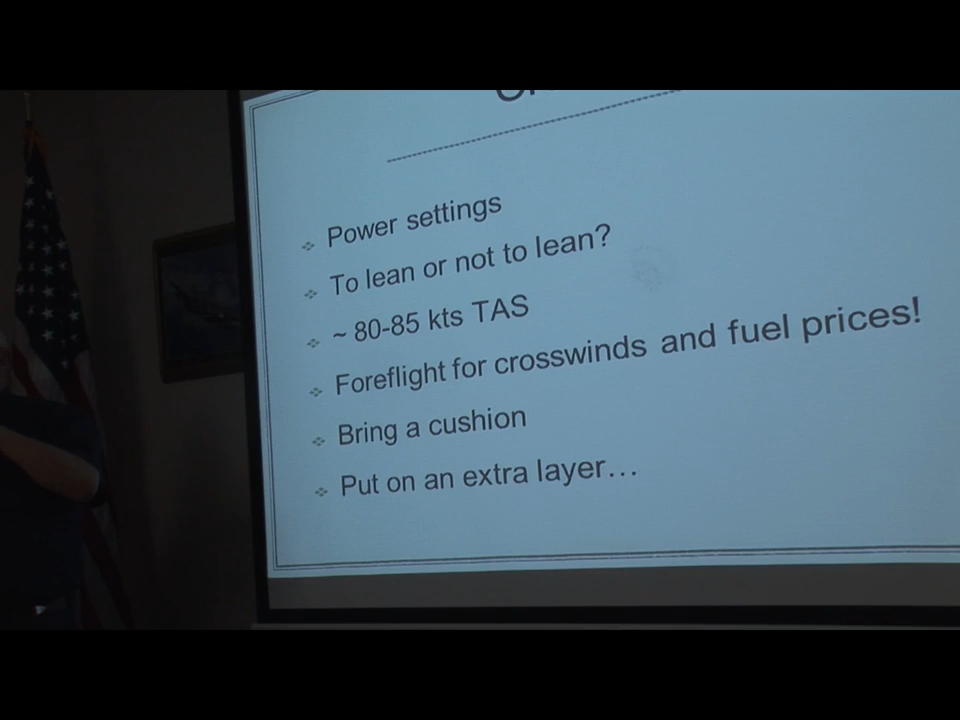 Power settings
To lean or not to lean?
~ 80-85 kts TAS
Foreflight for crosswinds and fuel prices!
Bring a cushion
Put on an extra layer…